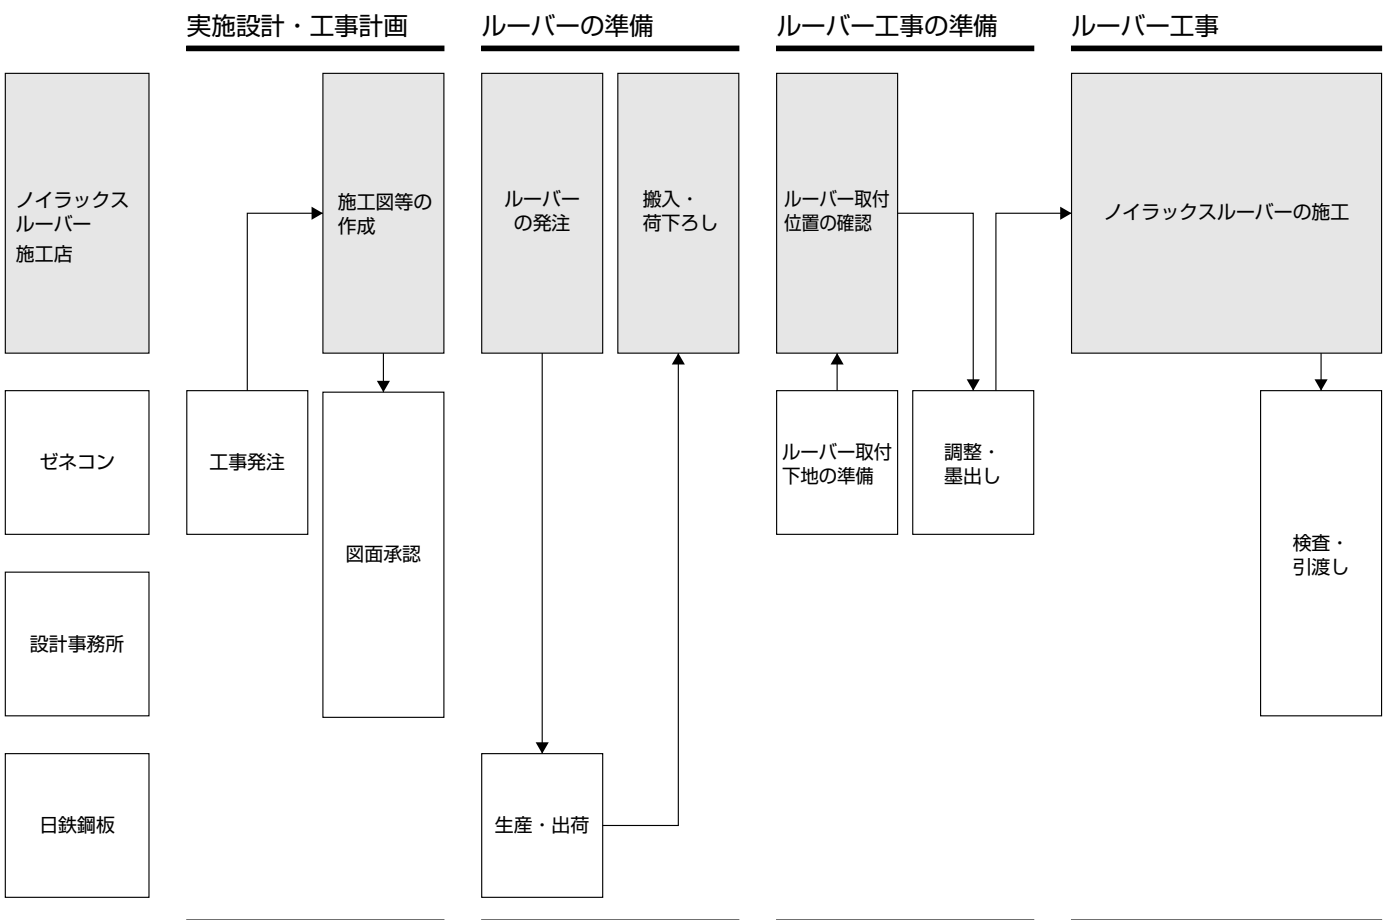 実施設計・工事計画
ルーバーの準備
ルーバー工事の準備
ルーバー工事
ノイラックス
ルーバー
施工店
施工図等の
作成
ルーバー
の発注
搬入・
荷下ろし
ルーバー取付
位置の確認
ノイラックスルーバーの施工
ゼネコン
工事発注
図面承認
ルーバー取付
下地の準備
調整・
墨出し
検査・
引渡し
設計事務所
日鉄鋼板
生産・出荷